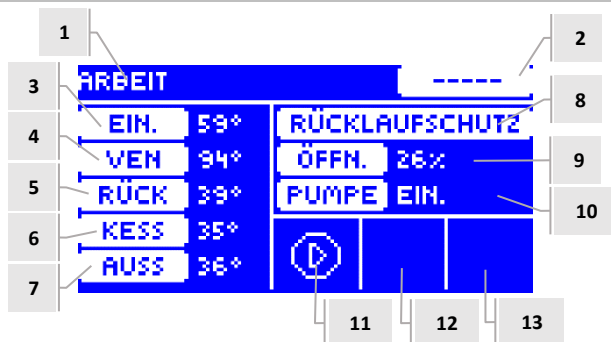 1
2
ARBEIT -----
3
EIN. 59°
RÜCKLAUFSCHUTZ
8
4
VEN 94°
ÖFFN. 26%
9
5
RÜCK 39°
PUMPE EIN.
10
6
KESS 35°
7
AUSS 36°
11
12
13